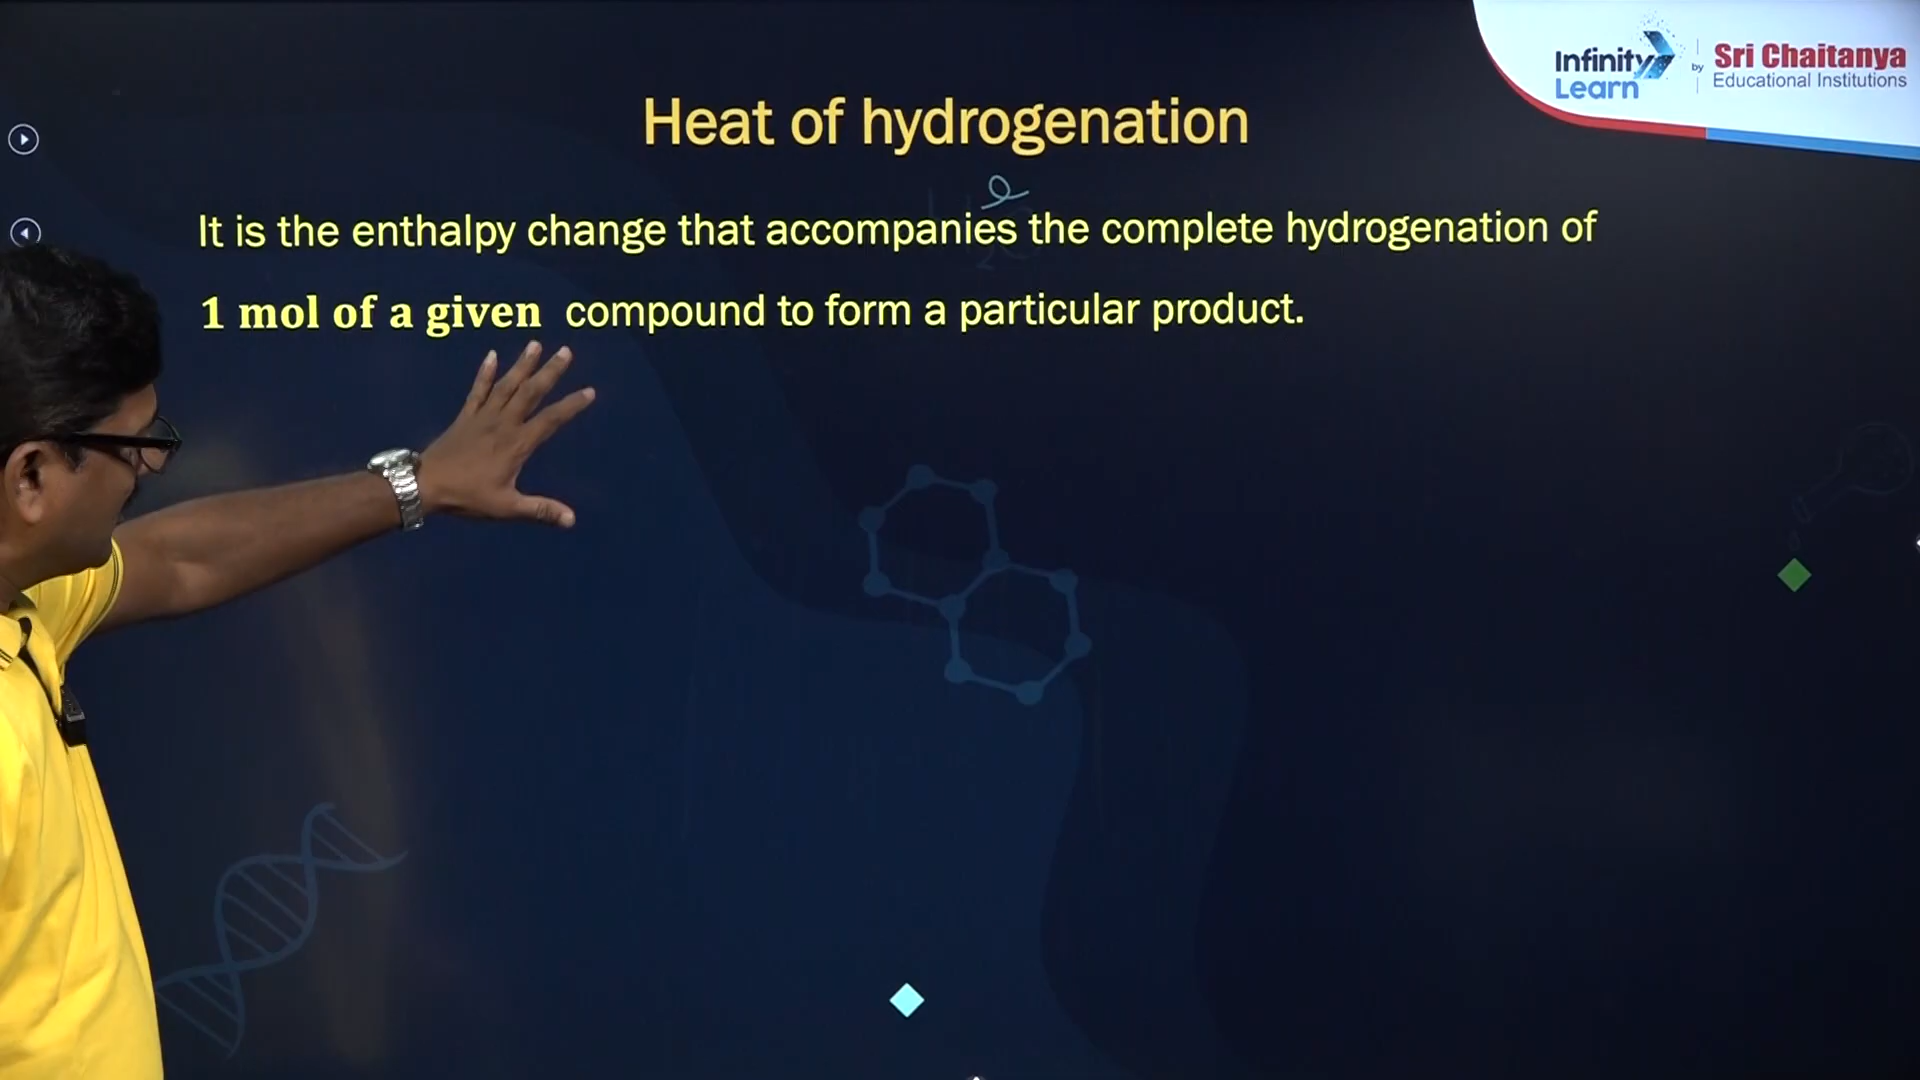 Infinity Learn
by
Sri Chaitanya
Educational Institutions
Heat of hydrogenation
It is the enthalpy change that accompanies the complete hydrogenation of
1 mol of a given compound to form a particular product.